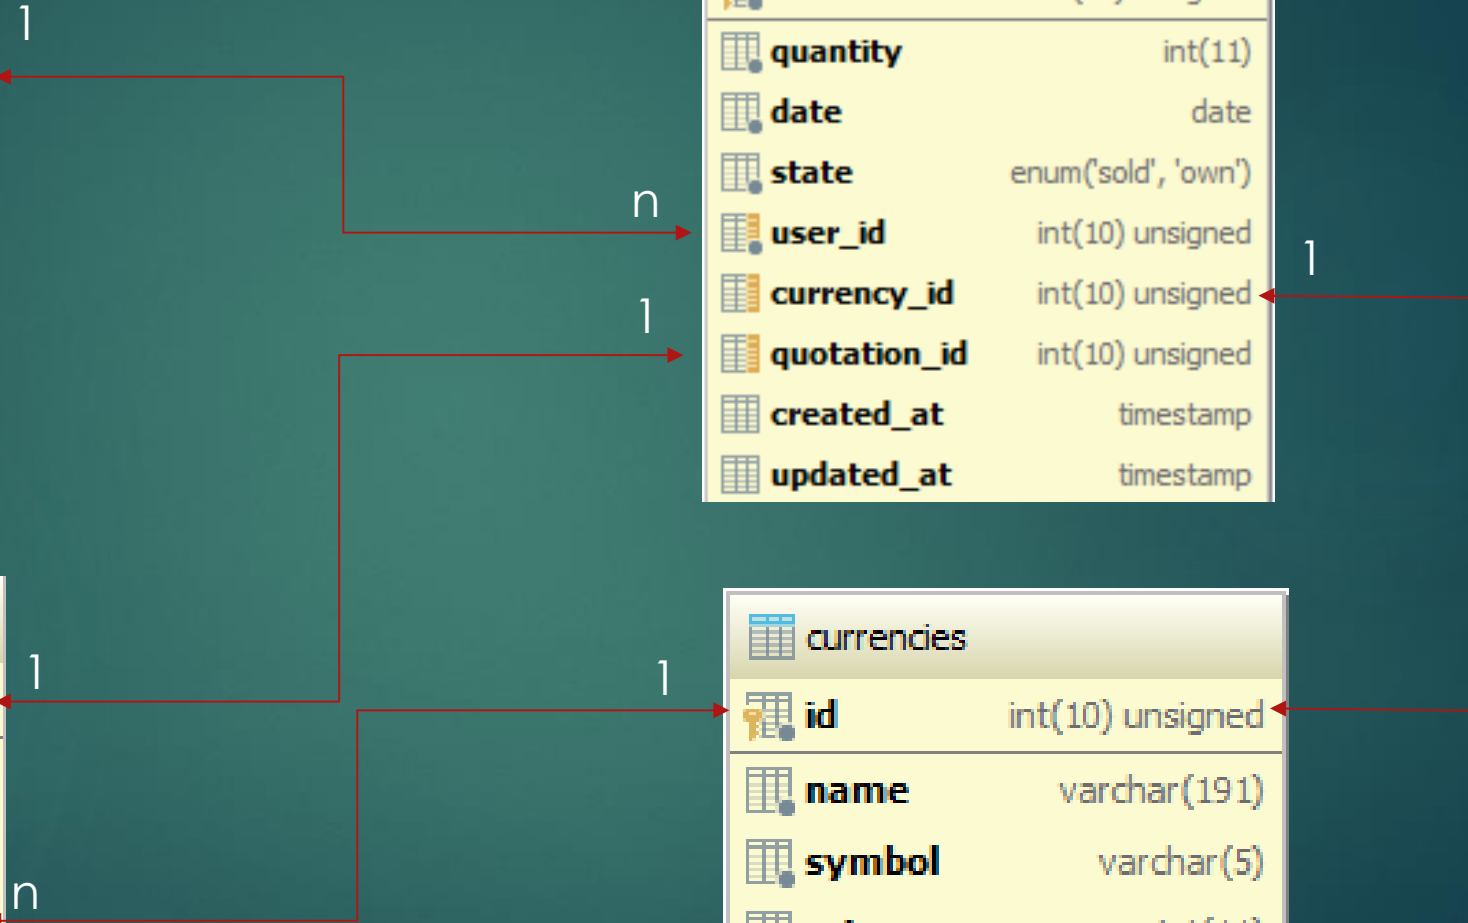 1
quantity int(11)
date date
state enum('sold', 'own')
n
user_id int(10) unsigned
1
currency_id int(10) unsigned
1
quotation_id int(10) unsigned
created_at timestamp
updated_at timestamp
currencies
1
1
id int(10) unsigned
name varchar(191)
symbol varchar(5)
n